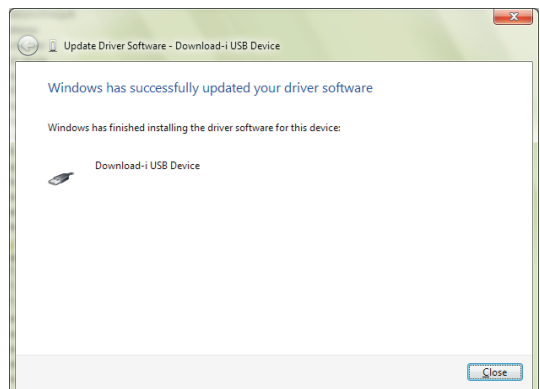 Update Driver Software - Download-i USB Device
Windows has successfully updated your driver software
Windows has finished installing the driver software for this device:
Download-i USB Device
Close